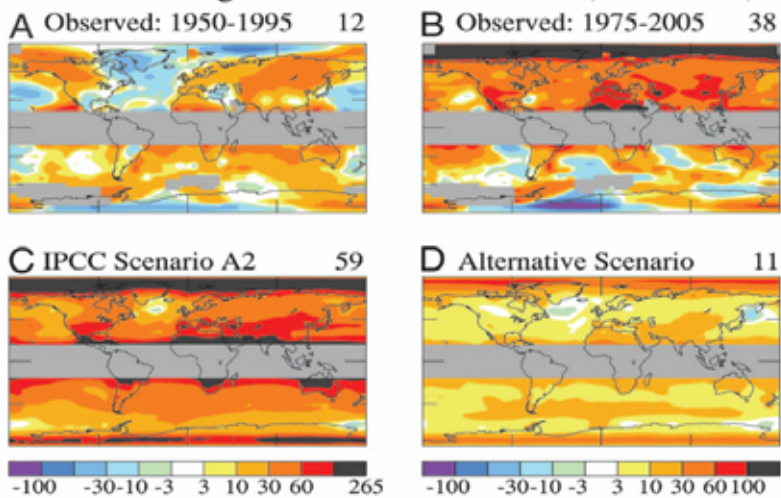 A Observed: 1950-1995 12
B Observed: 1975-2005 38
C IPCC Scenario A2 59
D Alternative Scenario 11
-100 -30 -10 -3 3 10 30 60 265
-100 -30 -10 -3 3 10 30 60 100